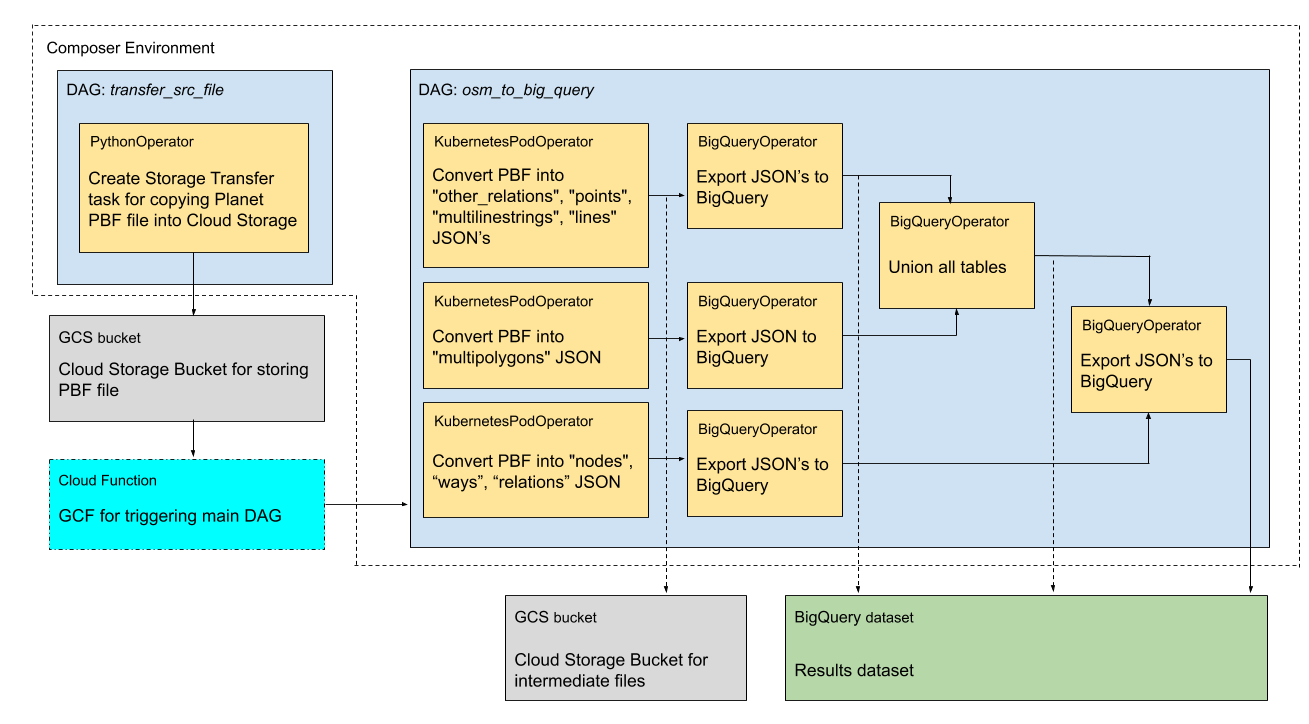 Composer Environment
DAG: transfer_src_file
PythonOperator
Create Storage Transfer
task for copying Planet
PBF file into Cloud Storage
GCS bucket
Cloud Storage Bucket for storing
PBF file
Cloud Function
GCF for triggering main DAG
DAG: osm_to_big_query
KubernetesPodOperator
Convert PBF into
"other_relations", "points",
"multilinestrings", "lines"
JSON’s
BigQueryOperator
Export JSON’s to
BigQuery
KubernetesPodOperator
Convert PBF into
"multipolygons" JSON
BigQueryOperator
Export JSON to
BigQuery
KubernetesPodOperator
Convert PBF into "nodes",
“ways”, “relations” JSON
BigQueryOperator
Export JSON’s to
BigQuery
BigQueryOperator
Union all tables
BigQueryOperator
Export JSON’s to
BigQuery
GCS bucket
Cloud Storage Bucket for
intermediate files
BigQuery dataset
Results dataset